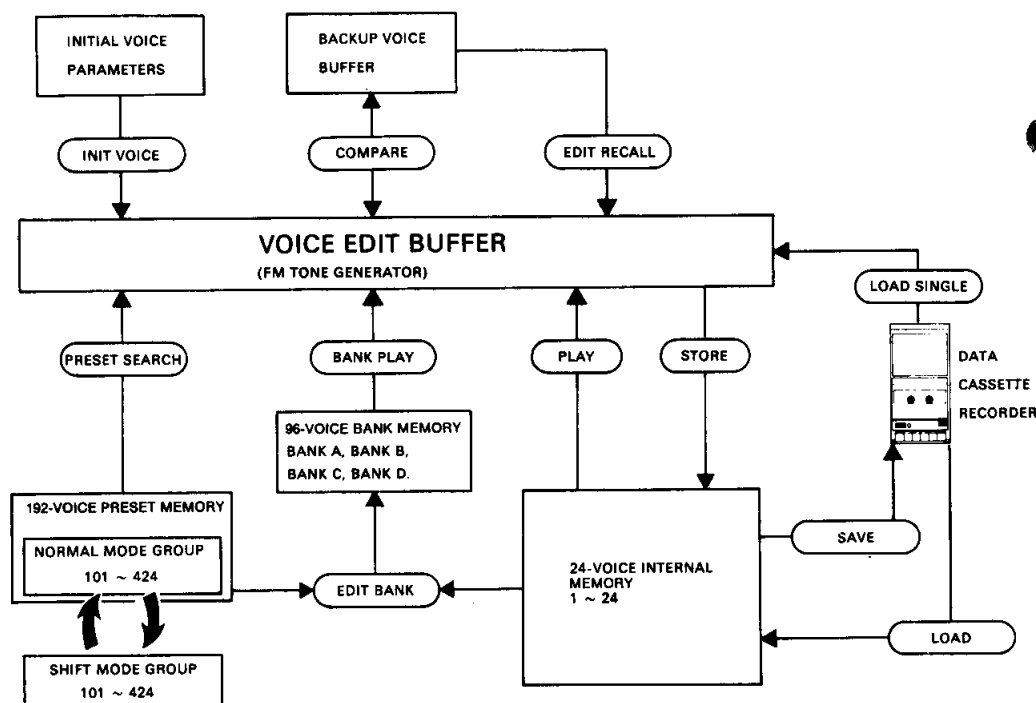 INITIAL VOICE
PARAMETERS
BACKUP VOICE
BUFFER
INIT VOICE
COMPARE
EDIT RECALL
VOICE EDIT BUFFER
(FM TONE GENERATOR)
LOAD SINGLE
PRESET SEARCH
BANK PLAY
PLAY
STORE
DATA
CASSETTE
RECORDER
96-VOICE BANK MEMORY
BANK A, BANK B,
BANK C, BANK D.
192-VOICE PRESET MEMORY
NORMAL MODE GROUP
101 ~ 424
EDIT BANK
24-VOICE INTERNAL
MEMORY
1 ~ 24
SAVE
LOAD
SHIFT MODE GROUP
101 ~ 424